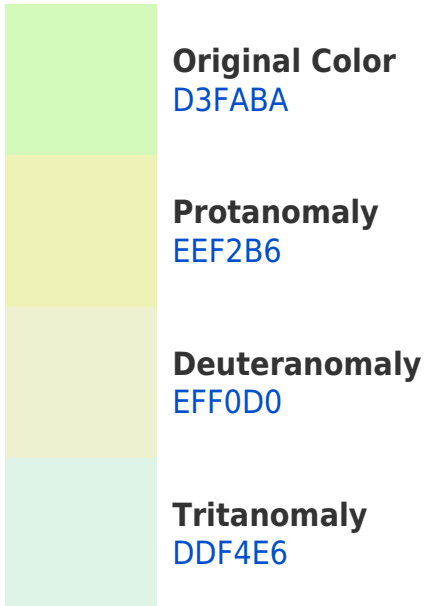 Original Color
D3FABA
Protanomaly
EEF2B6
Deuteranomaly
EFF0D0
Tritanomaly
DDF4E6